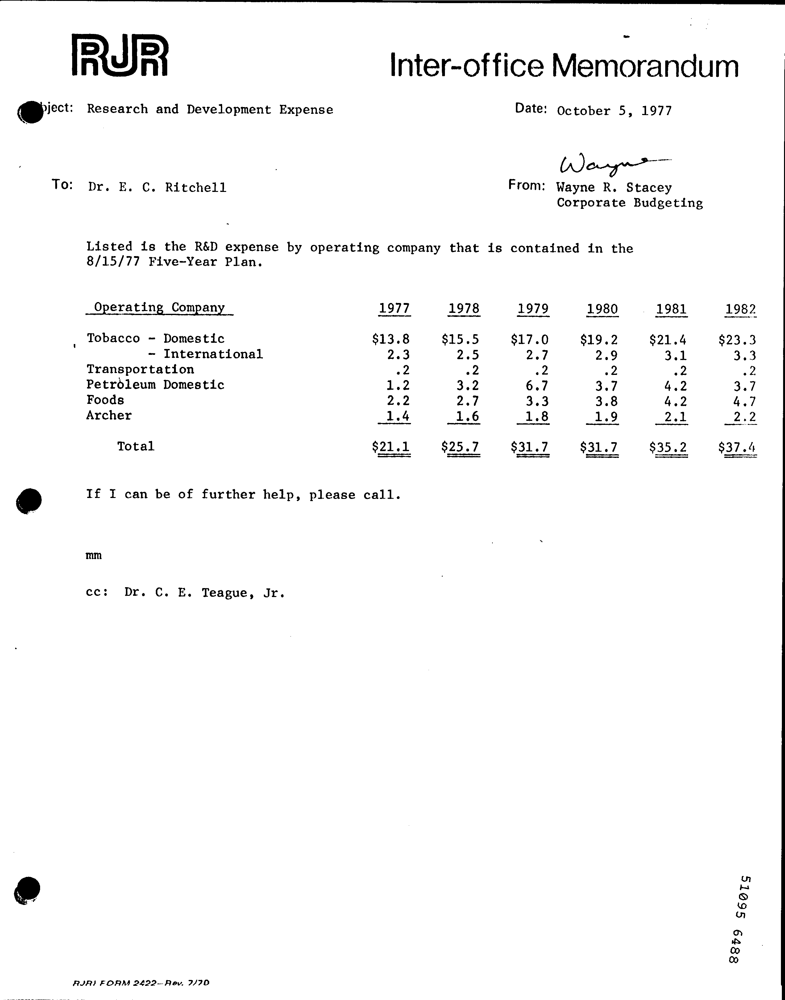 RJR
Inter-office Memorandum
bject: Research and Development Expense
Date: October 5, 1977
Wayne
To: Dr. E. C. Ritchell
From: Wayne R. Stacey
Corporate Budgeting
Listed is the R&D expense by operating company that is contained in the
8/15/77 Five-Year Plan.
Operating Company 1977 1978 1979 1980 1981 1982
Tobacco - Domestic $13.8 $15.5 $17.0 $19.2 $21.4 $23.3
- International 2.3 2.5 2.7 2.9 3.1 3.3
Transportation .2 .2 .2 .2 .2 .2
Petroleum Domestic 1.2 3.2 6.7 3.7 4.2 3.7
Foods 2.2 2.7 3.3 3.8 4.2 4.7
Archer 1.4 1.6 1.8 1.9 2.1 2.2
Total $21.1 $25.7 $31.7 $31.7 $35.2 $37.4
If I can be of further help, please call.
mm
cc: Dr. C. E. Teague, Jr.
51095 6488
RJRI FORM 2422-Rev. 7/70